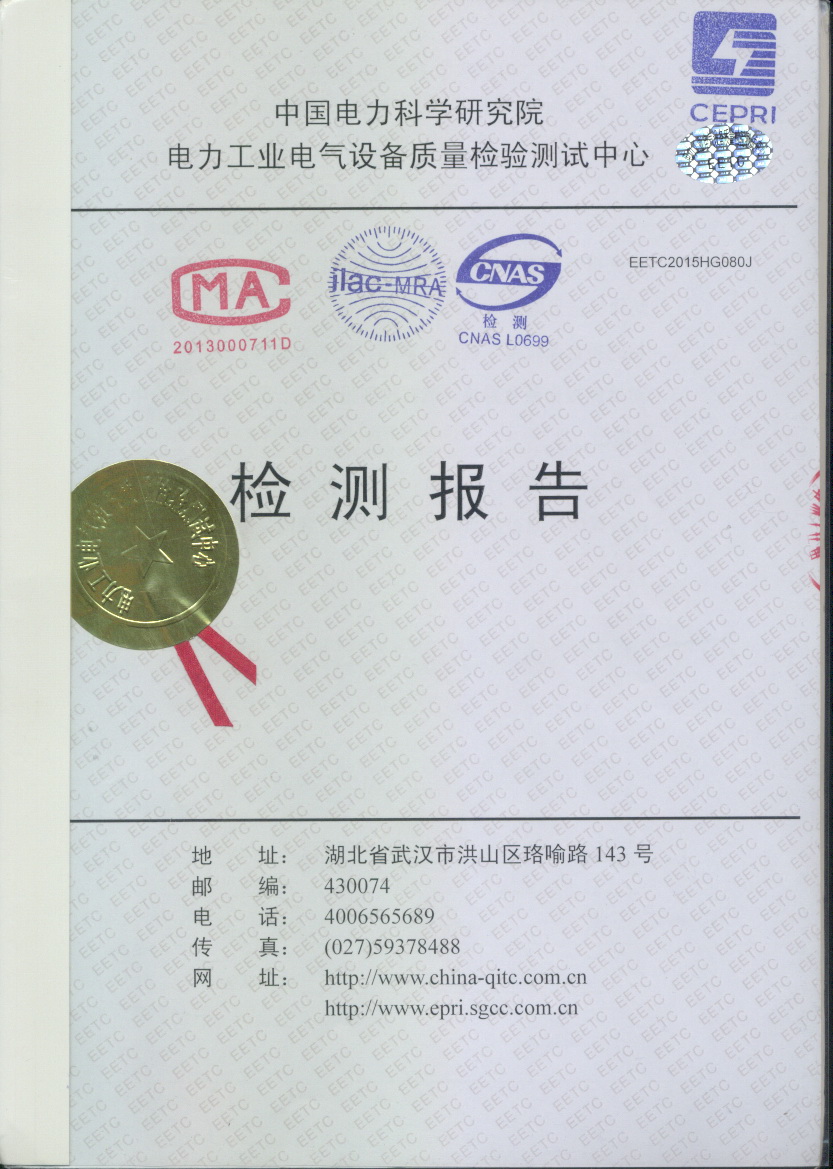 CEPRI
中国电力科学研究院
电力工业电气设备质量检验测试中心
EETC
EETC2015HG080J
MA
2013000711D
ilac-MRA
CNAS
检 测
CNAS L0699
检 测 报 告
地 址： 湖北省武汉市洪山区珞喻路 143 号
邮 编： 430074
电 话： 4006565689
传 真： (027)59378488
网 址： http://www.china-qitc.com.cn
http://www.epri.sgcc.com.cn